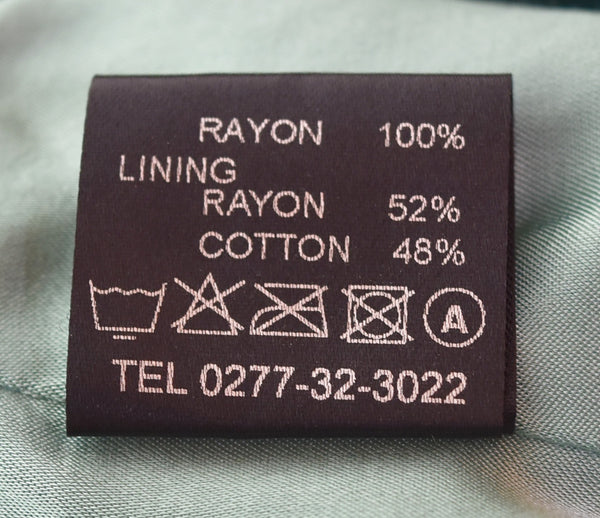 RAYON 100%
LINING
RAYON 52%
COTTON 48%
A
TEL 0277-32-3022